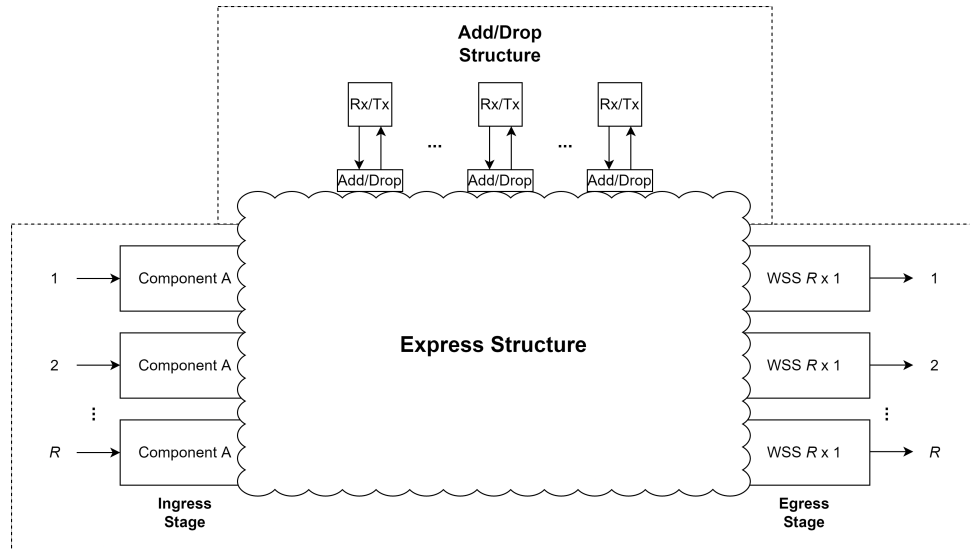 Add/Drop
Structure
Rx/Tx
Rx/Tx
Rx/Tx
...
...
Add/Drop
Add/Drop
Add/Drop
1
Component A
WSS R x 1
1
Express Structure
2
Component A
WSS R x 1
2
...
...
R
Component A
WSS R x 1
R
Ingress
Stage
Egress
Stage